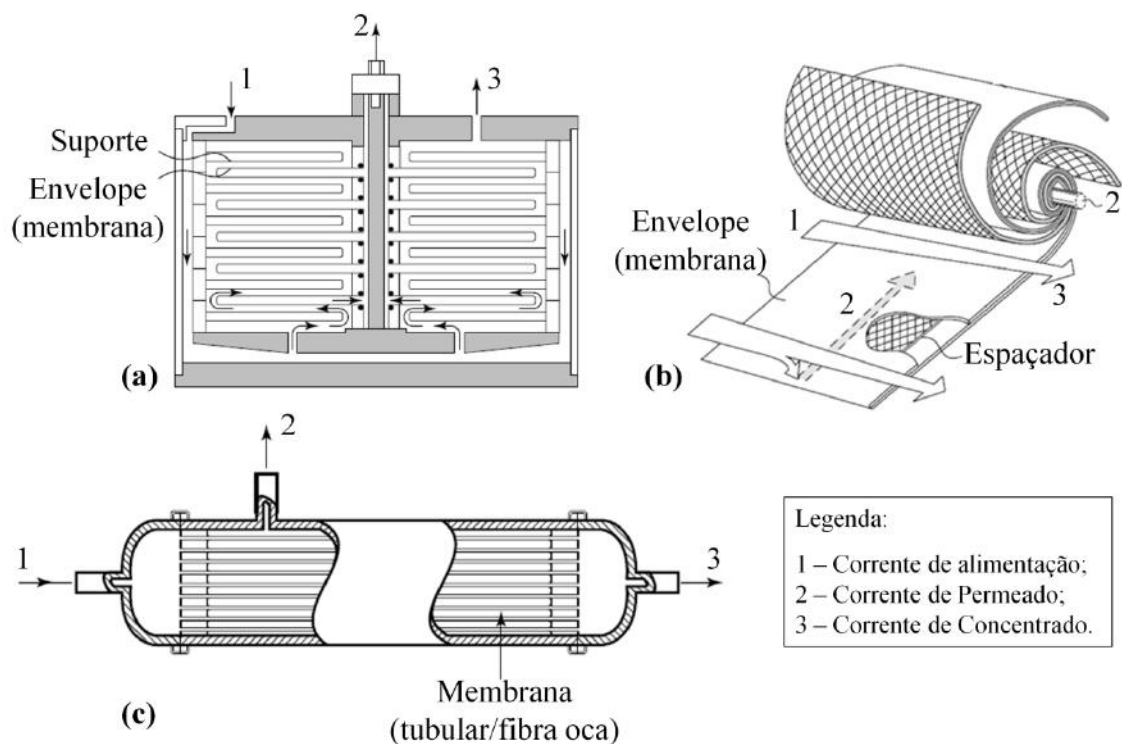 2
1
3
Suporte
Envelope
(membrana)
(a)
1
2
Envelope
(membrana)
2
3
Espaçador
(b)
2
1
3
Membrana
(tubular/fibra oca)
(c)
Legenda:
1 – Corrente de alimentação;
2 – Corrente de Permeado;
3 – Corrente de Concentrado.